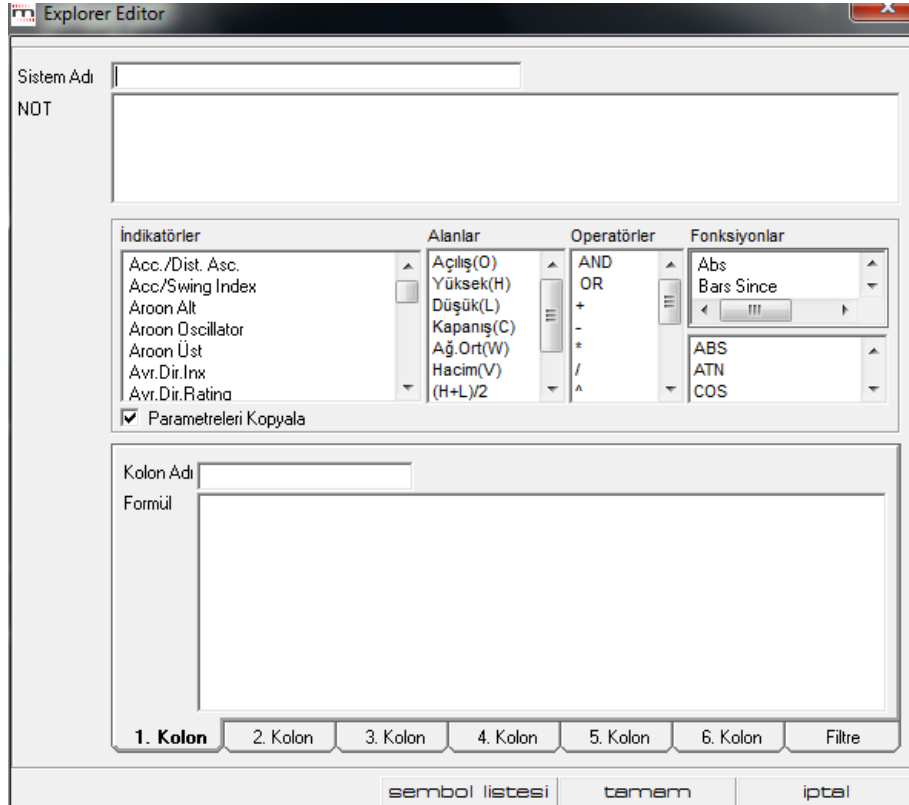 Explorer Editor
Sistem Adı
NOT
İndikatörler
Acc./Dist. Asc.
Acc/Swing Index
Aroon Alt
Aroon Oscillator
Aroon Üst
Avr.Dir.Inx
Avr.Dir.Rating
Alanlar
Açılış(O)
Yüksek(H)
Düşük(L)
Kapanış(C)
Ağ.Ort(W)
Hacim(V)
(H+L)/2
Operatörler
AND
OR
+
-
*
/
^
Fonksiyonlar
Abs
Bars Since
ABS
ATN
COS
Parametreleri Kopyala
Kolon Adı
Formül
1. Kolon 2. Kolon 3. Kolon 4. Kolon 5. Kolon 6. Kolon Filtre
sembol listesi tamam iptal